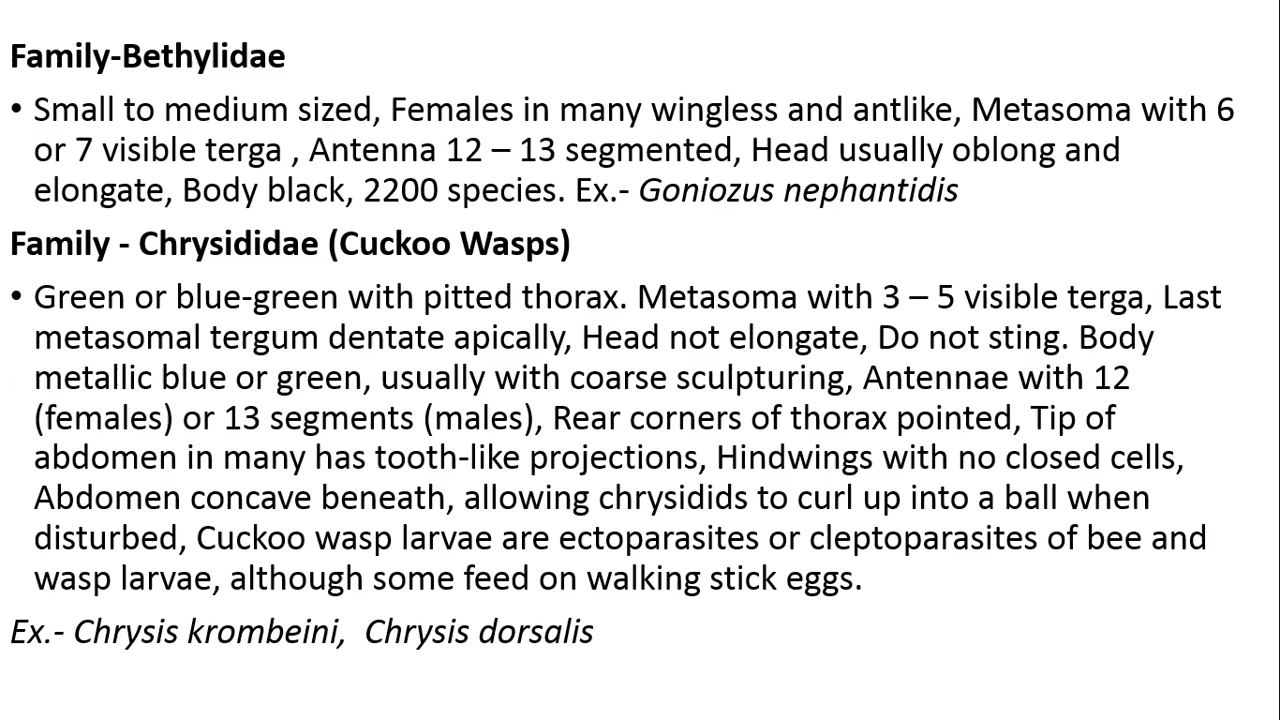 Family-Bethylidae
• Small to medium sized, Females in many wingless and antlike, Metasoma with 6
or 7 visible terga , Antenna 12 – 13 segmented, Head usually oblong and
elongate, Body black, 2200 species. Ex.- Goniozus nephantidis
Family - Chrysididae (Cuckoo Wasps)
• Green or blue-green with pitted thorax. Metasoma with 3 – 5 visible terga, Last
metasomal tergum dentate apically, Head not elongate, Do not sting. Body
metallic blue or green, usually with coarse sculpturing, Antennae with 12
(females) or 13 segments (males), Rear corners of thorax pointed, Tip of
abdomen in many has tooth-like projections, Hindwings with no closed cells,
Abdomen concave beneath, allowing chrysidids to curl up into a ball when
disturbed, Cuckoo wasp larvae are ectoparasites or cleptoparasites of bee and
wasp larvae, although some feed on walking stick eggs.
Ex.- Chrysis krombeini,  Chrysis dorsalis